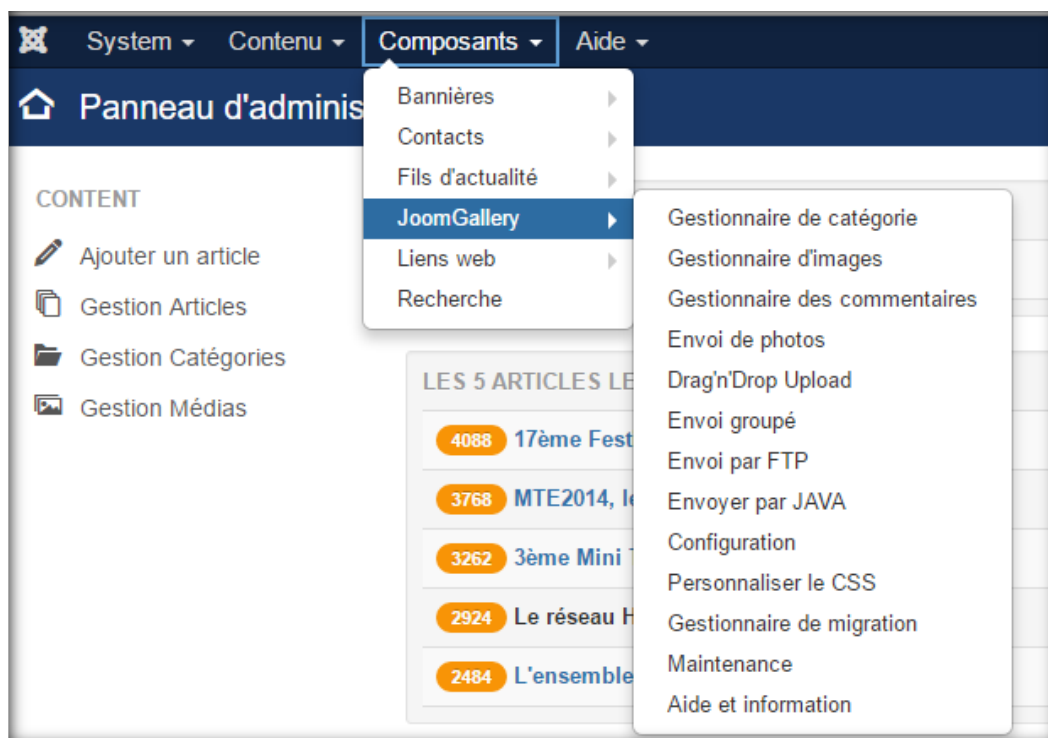 System Contenu Composants Aide
Panneau d'adminis
Bannières
Contacts
Fils d'actualité
JoomGallery
Liens web
Recherche
Gestionnaire de catégorie
Gestionnaire d'images
Gestionnaire des commentaires
Envoi de photos
Drag'n'Drop Upload
Envoi groupé
Envoi par FTP
Envoyer par JAVA
Configuration
Personnaliser le CSS
Gestionnaire de migration
Maintenance
Aide et information
CONTENT
Ajouter un article
Gestion Articles
Gestion Catégories
Gestion Médias
LES 5 ARTICLES LE
4088 17ème Fest
3768 MTE2014, le
3262 3ème Mini
2924 Le réseau H
2484 L'ensemble